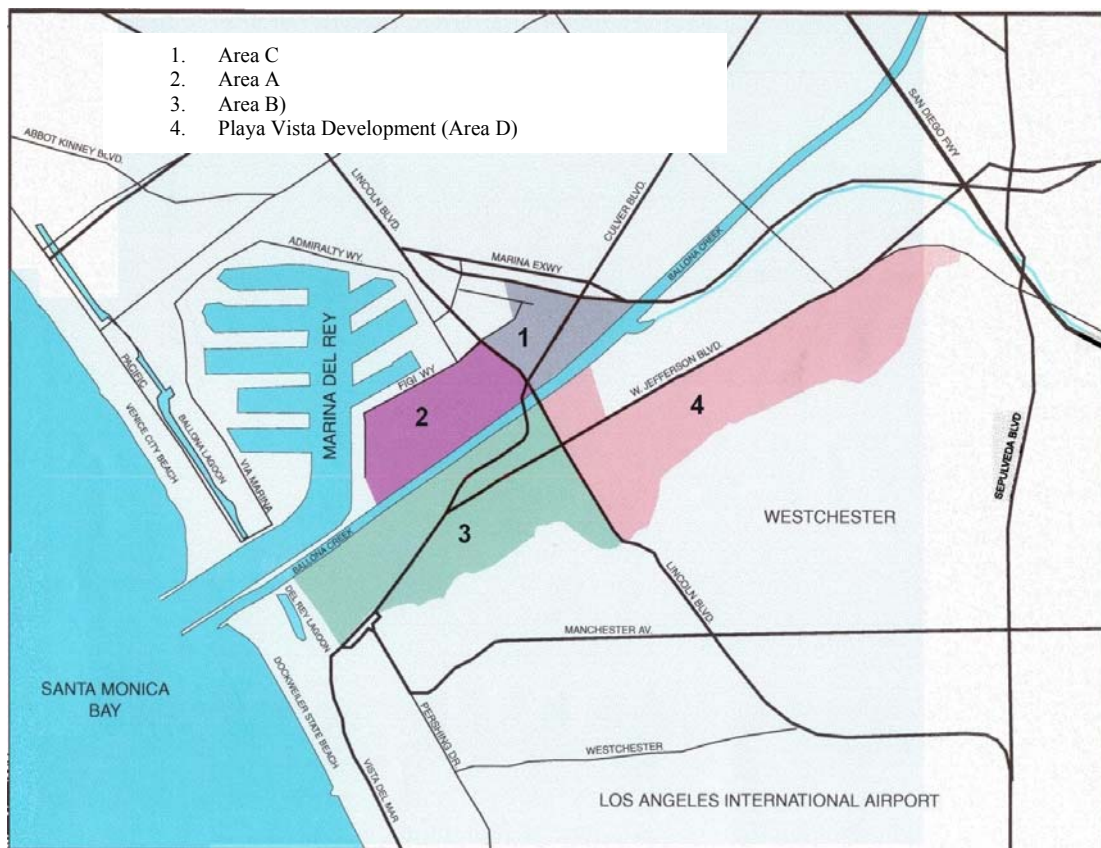 1. Area C
2. Area A
3. Area B)
4. Playa Vista Development (Area D)
ABBOT KINNEY BLVD.
LINCOLN BLVD.
CULVER BLVD.
SAN DIEGO FWY
ADMIRALTY WY.
MARINA EXWY
BALLONA CREEK
MARINA DEL REY
FIGI WY
1
2
W. JEFFERSON BLVD.
4
PACIFIC
VENICE CITY BEACH
BALLONA LAGOON
VIA MARINA
SEPULVEDA BLVD
3
WESTCHESTER
BALLONA CREEK
DEL REY LAGOON
LINCOLN BLVD.
MANCHESTER AV.
SANTA MONICA
BAY
DOCKWEILER STATE BEACH
PERSHING DR.
WESTCHESTER
VISTA DEL MAR
LOS ANGELES INTERNATIONAL AIRPORT